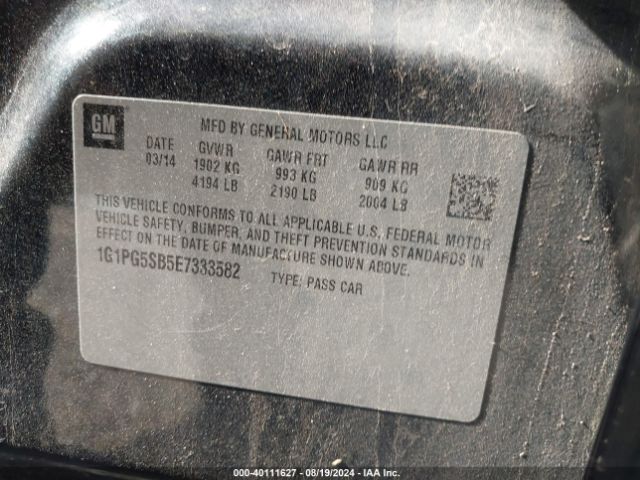 GM
MFD BY GENERAL MOTORS LLC
DATE GVWR GAWR FRT GAWR RR
03/14 1902 KG 993 KG 909 KG
4194 LB 2190 LB 2004 LB
THIS VEHICLE CONFORMS TO ALL APPLICABLE U.S. FEDERAL MOTOR
VEHICLE SAFETY, BUMPER, AND THEFT PREVENTION STANDARDS IN
EFFECT ON THE DATE OF MANUFACTURE SHOWN ABOVE.
1G1PG5SB5E7333582 TYPE: PASS CAR
000-40111627 - 08/19/2024 - IAA Inc.